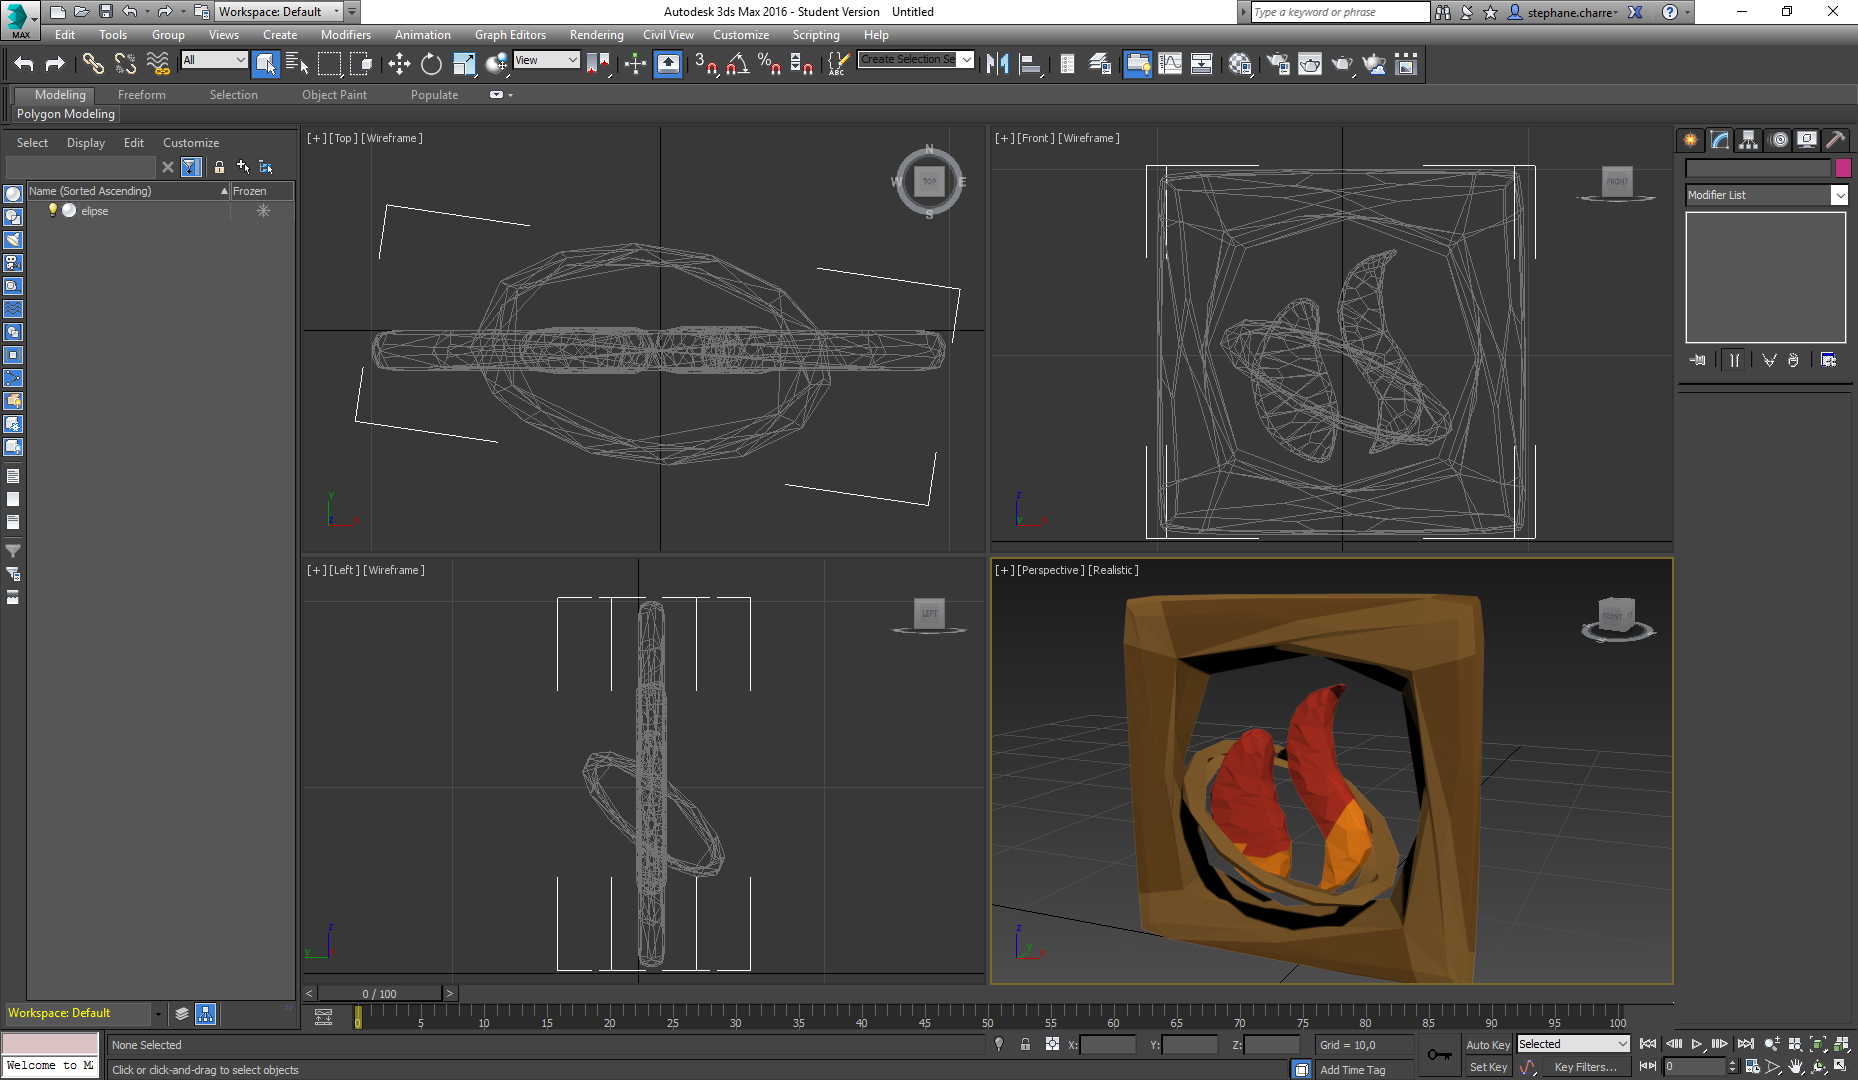 Workspace: Default
Autodesk 3ds Max 2016 - Student Version   Untitled
Type a keyword or phrase
stephane.charre
MAX
Edit Tools Group Views Create Modifiers Animation Graph Editors Rendering Civil View Customize Scripting Help
All
View
3
ABC
Create Selection Se
Modeling Freeform Selection Object Paint Populate
Polygon Modeling
Select Display Edit Customize
Name (Sorted Ascending) Frozen
elipse
[+] [Top] [Wireframe]
N
W TOP E
S
y
z x
[+] [Front] [Wireframe]
FRONT
z
y x
[+] [Left] [Wireframe]
LEFT
z
y
[+] [Perspective] [Realistic]
FRONT
z
y
x
Modifier List
< 0 / 100 >
Workspace: Default
0 5 10 15 20 25 30 35 40 45 50 55 60 65 70 75 80 85 90 95 100
None Selected
X: Y: Z:
Grid = 10,0
Auto Key
Selected
Welcome to M
Click or click-and-drag to select objects
Add Time Tag
Set Key
Key Filters...
0